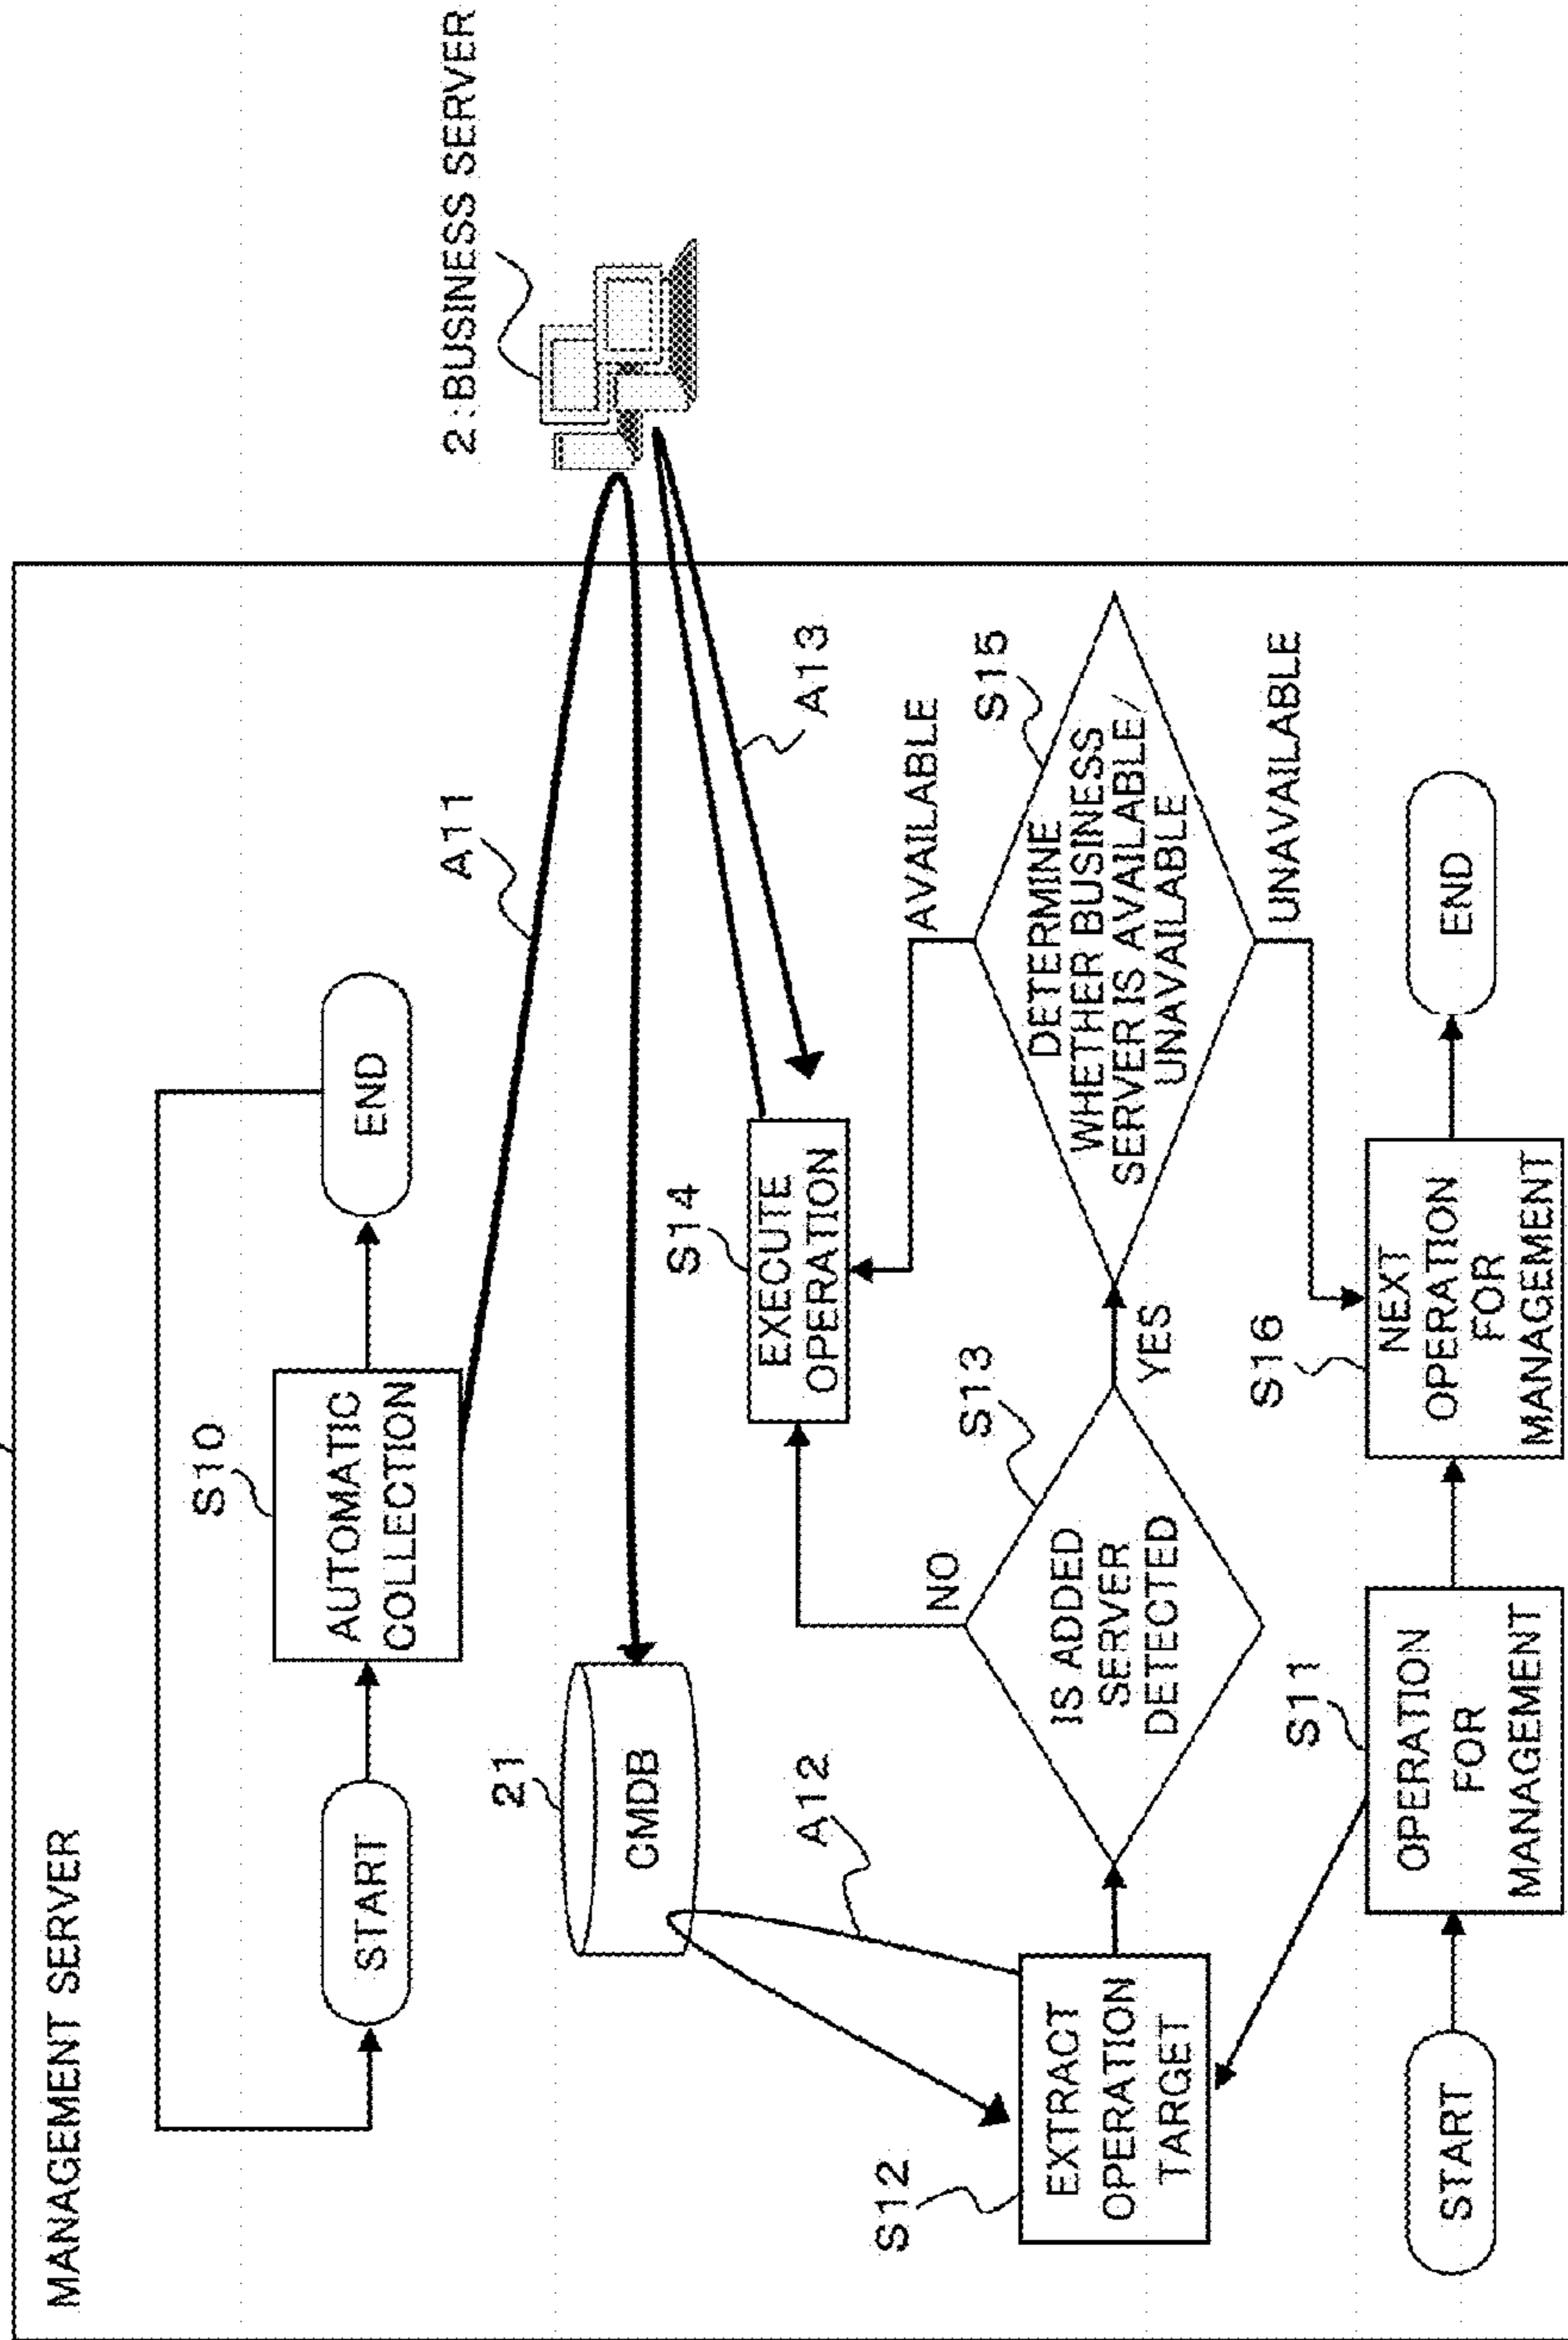 MANAGEMENT SERVER
S10
START
AUTOMATIC
COLLECTION
END
A11
2:BUSINESS SERVER
21
CMDB
A12
S14
EXECUTE
OPERATION
A13
S12
EXTRACT
OPERATION
TARGET
S13
NO
IS ADDED
SERVER
DETECTED
YES
S15
AVAILABLE
DETERMINE
WHETHER BUSINESS
SERVER IS AVAILABLE/
UNAVAILABLE
UNAVAILABLE
START
S11
OPERATION
FOR
MANAGEMENT
S16
NEXT
OPERATION
FOR
MANAGEMENT
END